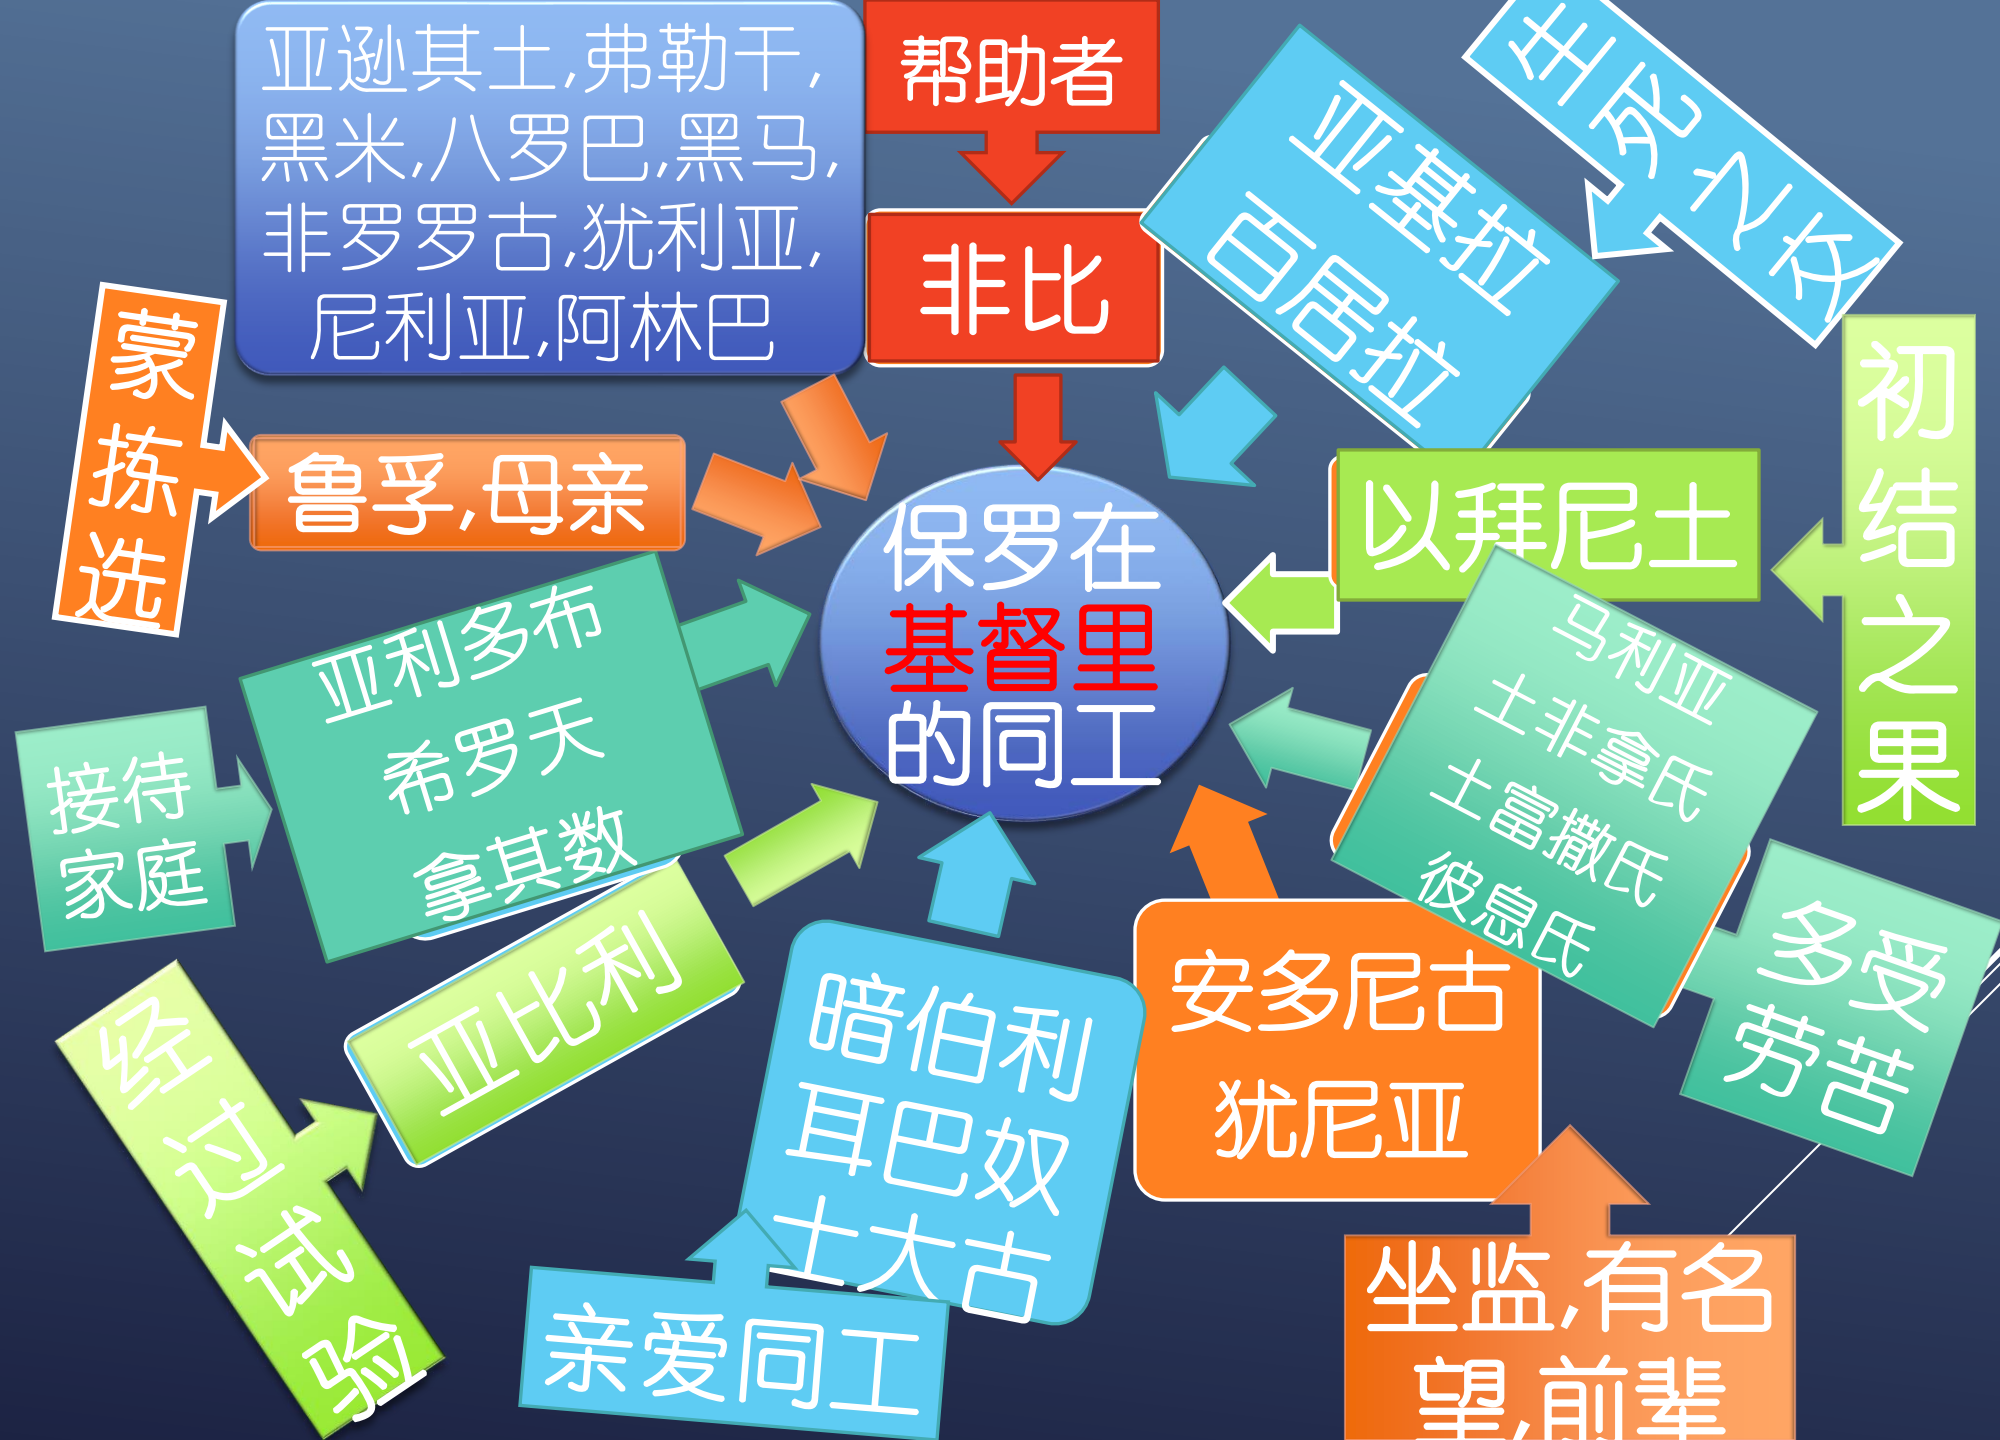 亚逊其土,弗勒干,
黑米,八罗巴,黑马,
非罗罗古,犹利亚,
尼利亚,阿林巴
帮助者
非比
生死之交
亚基拉
百居拉
蒙拣选
鲁孚,母亲
初结之果
以拜尼土
保罗在
基督里
的同工
亚利多布
希罗天
拿其数
接待
家庭
马利亚
土非拿氏
土富撒氏
彼息氏
多受
劳苦
亚比利
经过试验
暗伯利
耳巴奴
士大古
亲爱同工
安多尼古
犹尼亚
坐监,有名
望,前辈